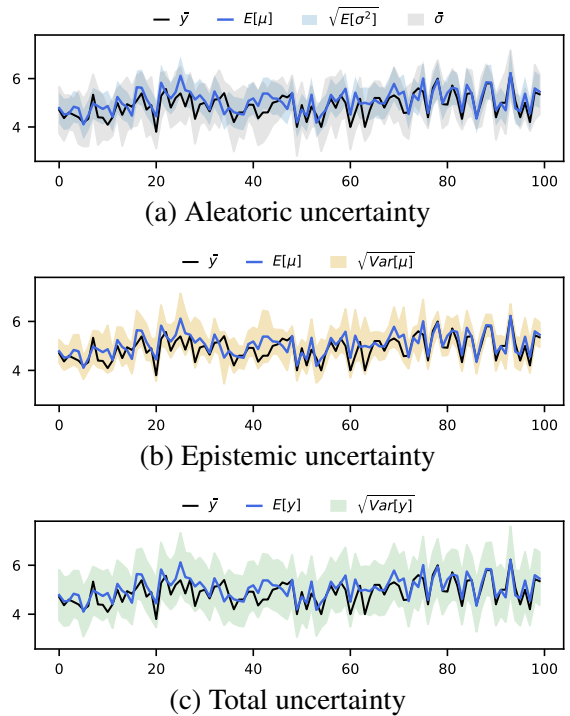 ȳ E[μ] √E[σ²] σ̄
6
4
0 20 40 60 80 100
(a) Aleatoric uncertainty
ȳ E[μ] √Var[μ]
6
4
0 20 40 60 80 100
(b) Epistemic uncertainty
ȳ E[y] √Var[y]
6
4
0 20 40 60 80 100
(c) Total uncertainty